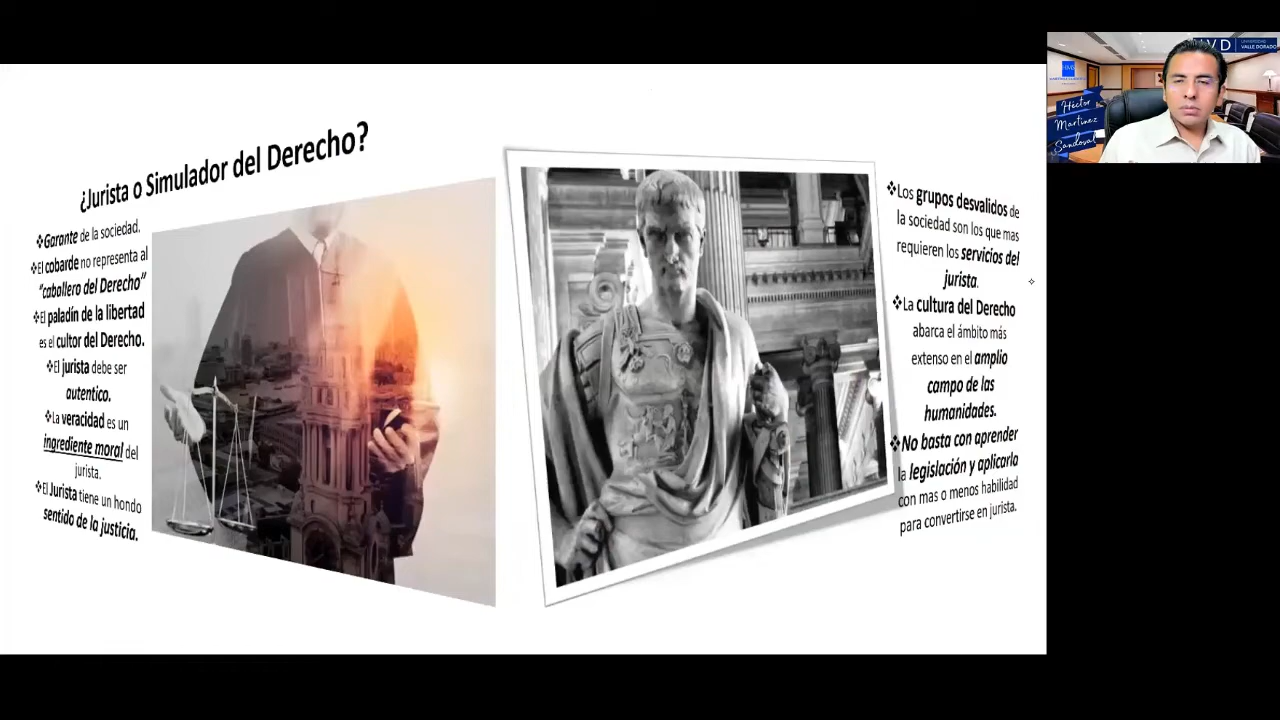 ¿Jurista o Simulador del Derecho?
❖Garante de la sociedad.
❖El cobarde no representa al
“caballero del Derecho”
❖El paladín de la libertad
es el cultor del Derecho.
❖El jurista debe ser
autentico.
❖La veracidad es un
ingrediente moral del
jurista.
❖El Jurista tiene un hondo
sentido de la justicia.
❖Los grupos desvalidos de
la sociedad son los que mas
requieren los servicios del
jurista.
❖La cultura del Derecho
abarca el ámbito más
extenso en el amplio
campo de las
humanidades.
❖No basta con aprender
la legislación y aplicarla
con mas o menos habilidad
para convertirse en jurista.
UVD
UNIVERSIDAD
VALLE DORADO
Héctor
Martínez
Sandoval